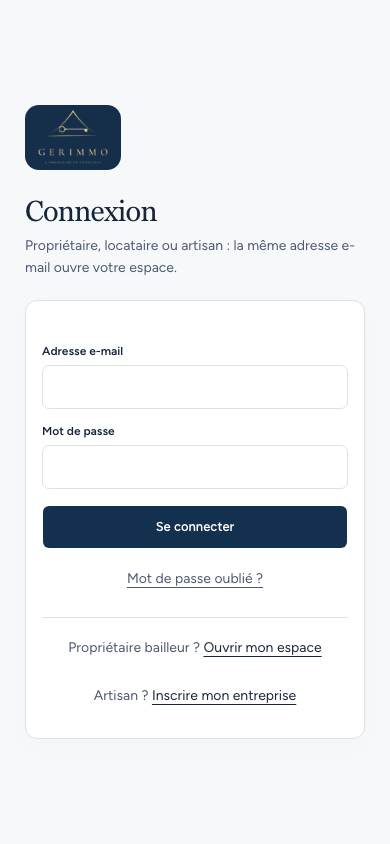 GERIMMO
Connexion
Propriétaire, locataire ou artisan : la même adresse e-
mail ouvre votre espace.
Adresse e-mail
Mot de passe
Se connecter
Mot de passe oublié ?
Propriétaire bailleur ? Ouvrir mon espace
Artisan ? Inscrire mon entreprise